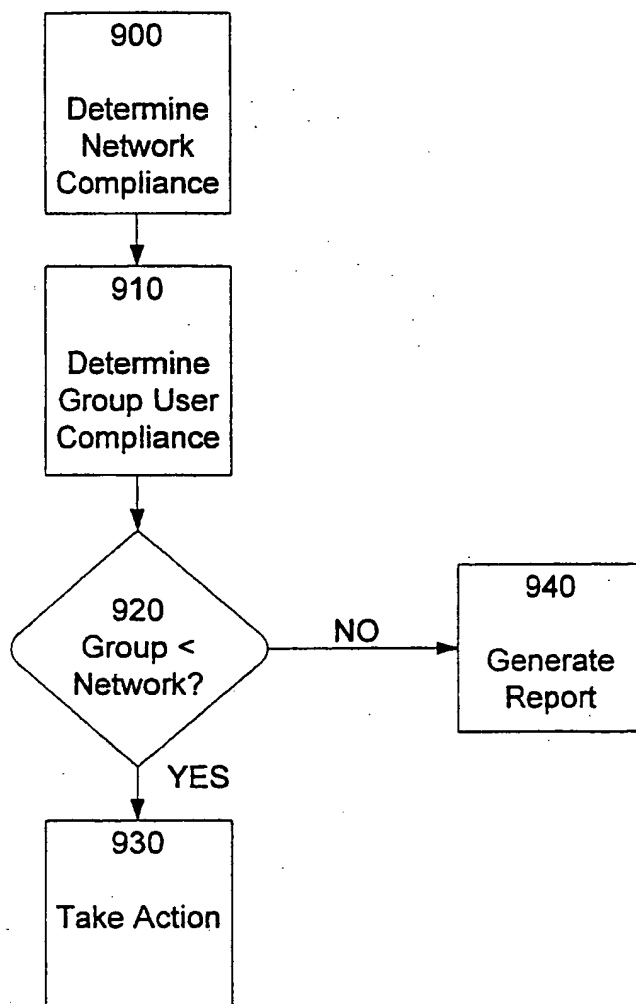 900
Determine
Network
Compliance
910
Determine
Group User
Compliance
920
Group <
Network?
NO
940
Generate
Report
YES
930
Take Action